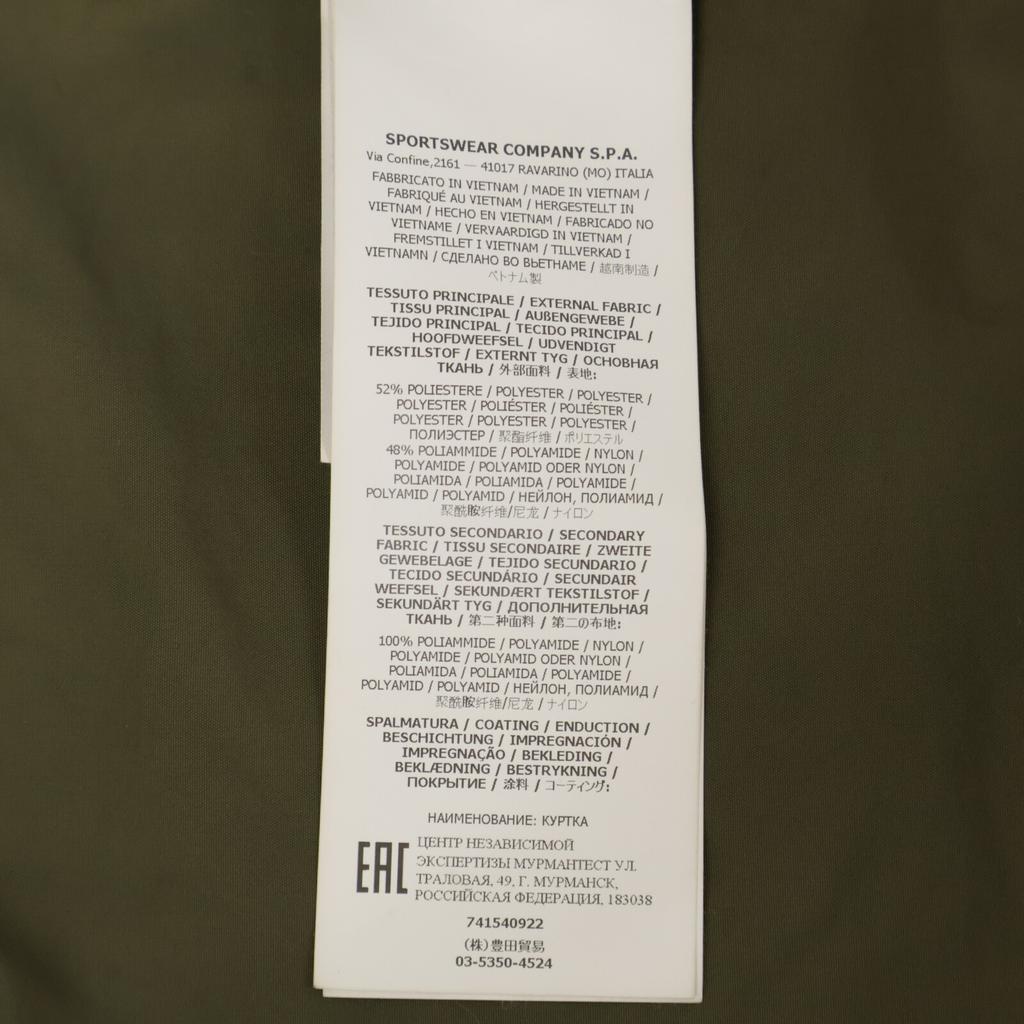 SPORTSWEAR COMPANY S.P.A.
Via Confine,2161 — 41017 RAVARINO (MO) ITALIA
FABBRICATO IN VIETNAM / MADE IN VIETNAM /
FABRIQUÉ AU VIETNAM / HERGESTELLT IN
VIETNAM / HECHO EN VIETNAM / FABRICADO NO
VIETNAME / VERVAARDIGD IN VIETNAM /
FREMSTILLET I VIETNAM / TILLVERKAD I
VIETNAMN / СДЕЛАНО ВО ВЬЕТНАМЕ / 越南制造 /
ベトナム製
TESSUTO PRINCIPALE / EXTERNAL FABRIC /
TISSU PRINCIPAL / AUßENGEWEBE /
TEJIDO PRINCIPAL / TECIDO PRINCIPAL /
HOOFDWEEFSEL / UDVENDIGT
TEKSTILSTOF / EXTERNT TYG / ОСНОВНАЯ
ТКАНЬ / 外部面料 / 表地:
52% POLIESTERE / POLYESTER / POLYESTER /
POLYESTER / POLIÉSTER / POLIÉSTER /
POLYESTER / POLYESTER / POLYESTER /
ПОЛИЭСТЕР / 聚酯纤维 / ポリエステル
48% POLIAMMIDE / POLYAMIDE / NYLON /
POLYAMIDE / POLYAMID ODER NYLON /
POLIAMIDA / POLIAMIDA / POLYAMIDE /
POLYAMID / POLYAMID / НЕЙЛОН, ПОЛИАМИД /
聚酰胺纤维/尼龙 / ナイロン
TESSUTO SECONDARIO / SECONDARY
FABRIC / TISSU SECONDAIRE / ZWEITE
GEWEBELAGE / TEJIDO SECUNDARIO /
TECIDO SECUNDÁRIO / SECUNDAIR
WEEFSEL / SEKUNDÆRT TEKSTILSTOF /
SEKUNDÄRT TYG / ДОПОЛНИТЕЛЬНАЯ
ТКАНЬ / 第二种面料 / 第二の布地:
100% POLIAMMIDE / POLYAMIDE / NYLON /
POLYAMIDE / POLYAMID ODER NYLON /
POLIAMIDA / POLIAMIDA / POLYAMIDE /
POLYAMID / POLYAMID / НЕЙЛОН, ПОЛИАМИД /
聚酰胺纤维/尼龙 / ナイロン
SPALMATURA / COATING / ENDUCTION /
BESCHICHTUNG / IMPREGNACIÓN /
IMPREGNAÇÃO / BEKLEDING /
BEKLÆDNING / BESTRYKNING /
ПОКРЫТИЕ / 涂料 / コーティング:
НАИМЕНОВАНИЕ: КУРТКА
EAC
ЦЕНТР НЕЗАВИСИМОЙ
ЭКСПЕРТИЗЫ МУРМАНТЕСТ УЛ.
ТРАЛОВАЯ, 49, Г. МУРМАНСК,
РОССИЙСКАЯ ФЕДЕРАЦИЯ, 183038
741540922
(株)豊田貿易
03-5350-4524